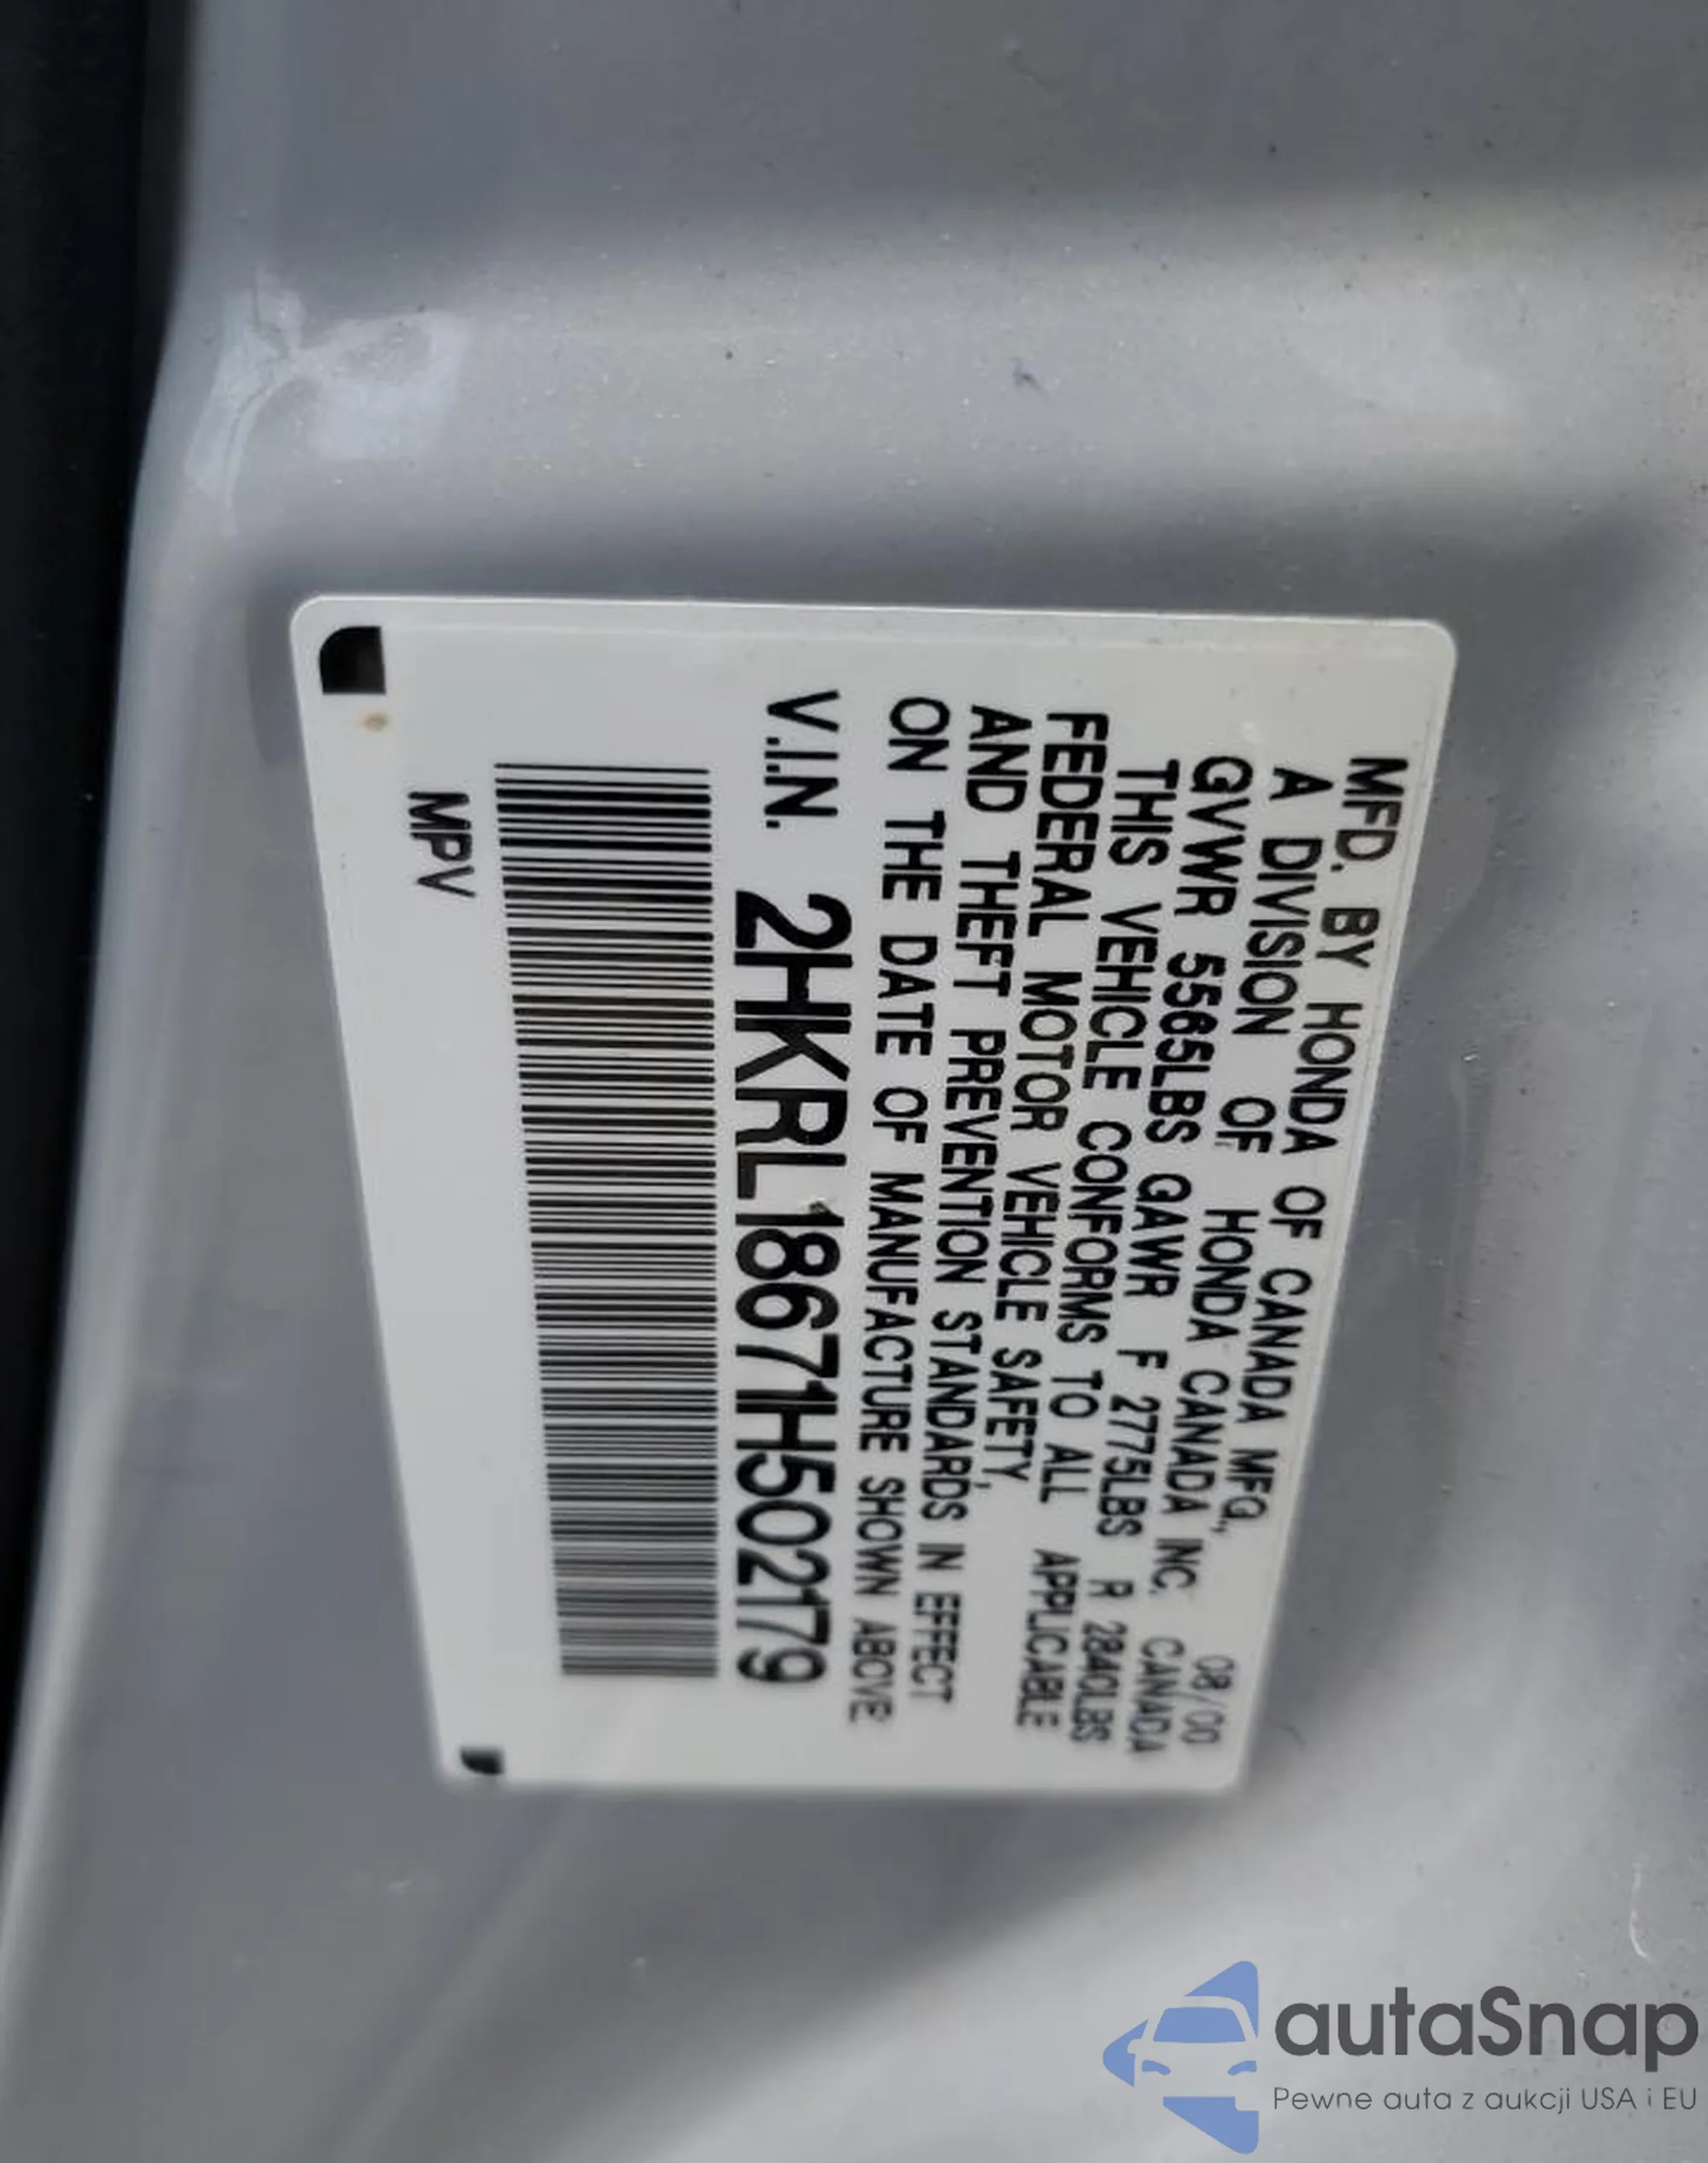 MFD. BY HONDA OF CANADA MFG., 08/00
A DIVISION OF HONDA CANADA INC. CANADA
GVWR 5565LBS GAWR F 2775LBS R 2840LBS
THIS VEHICLE CONFORMS TO ALL APPLICABLE
FEDERAL MOTOR VEHICLE SAFETY,
AND THEFT PREVENTION STANDARDS IN EFFECT
ON THE DATE OF MANUFACTURE SHOWN ABOVE.
V.I.N. 2HKRL18671H502179
MPV
autaSnap
Pewne auta z aukcji USA i EU